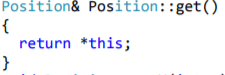 Position& Position::get()
{
return *this;
}